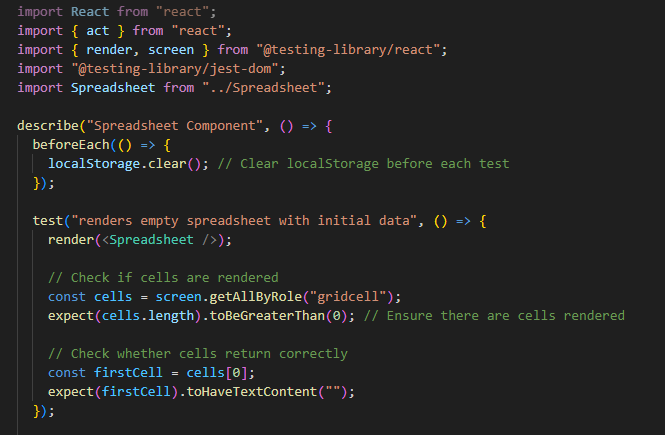 import React from "react";
import { act } from "react";
import { render, screen } from "@testing-library/react";
import "@testing-library/jest-dom";
import Spreadsheet from "../Spreadsheet";

describe("Spreadsheet Component", () => {
  beforeEach(() => {
    localStorage.clear(); // Clear localStorage before each test
  });

  test("renders empty spreadsheet with initial data", () => {
    render(<Spreadsheet />);

    // Check if cells are rendered
    const cells = screen.getAllByRole("gridcell");
    expect(cells.length).toBeGreaterThan(0); // Ensure there are cells rendered

    // Check whether cells return correctly
    const firstCell = cells[0];
    expect(firstCell).toHaveTextContent("");
  });